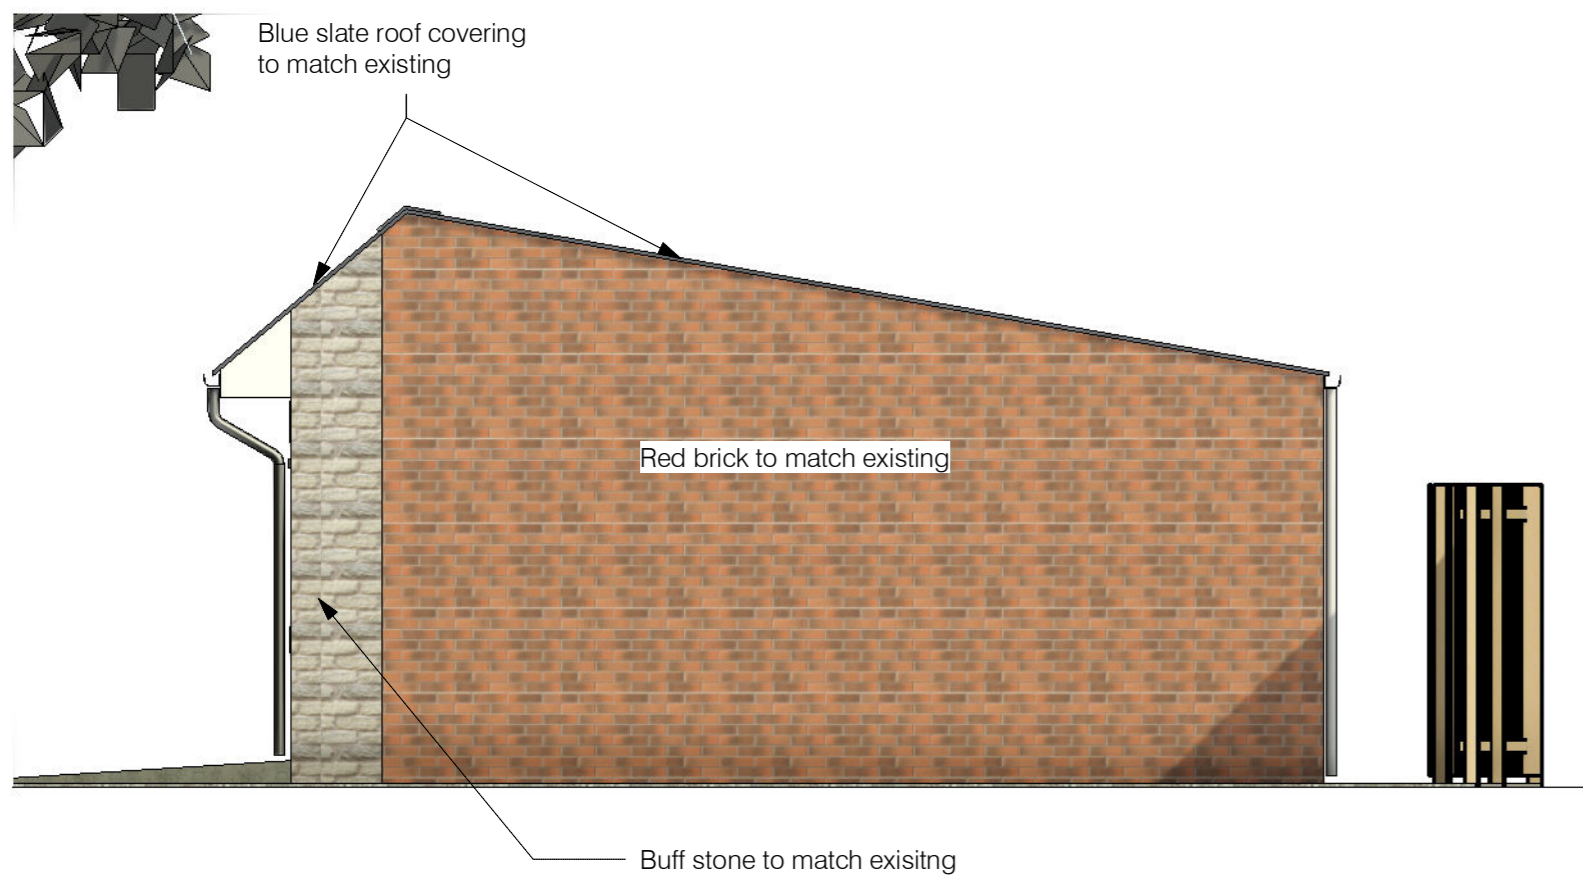 Blue slate roof covering
to match existing
Red brick to match existing
Buff stone to match exisitng